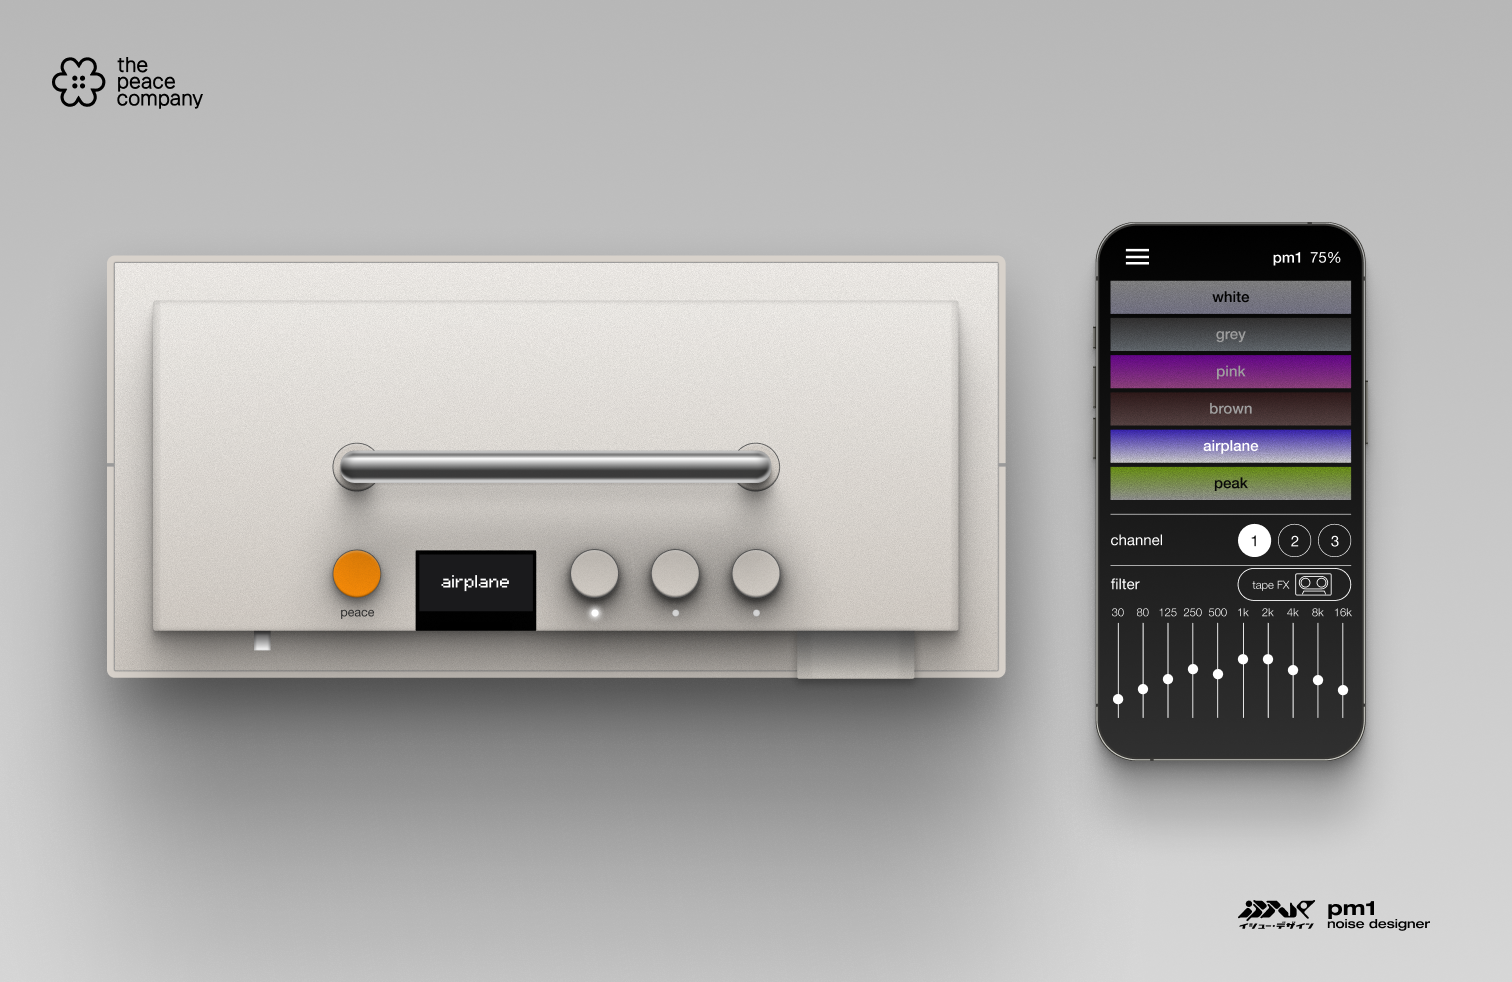 the
peace
company
peace
airplane
pm1 75%
white
grey
pink
brown
airplane
peak
channel 1 2 3
filter tape FX
30 80 125 250 500 1k 2k 4k 8k 16k
イシュー・デザイン
pm1
noise designer